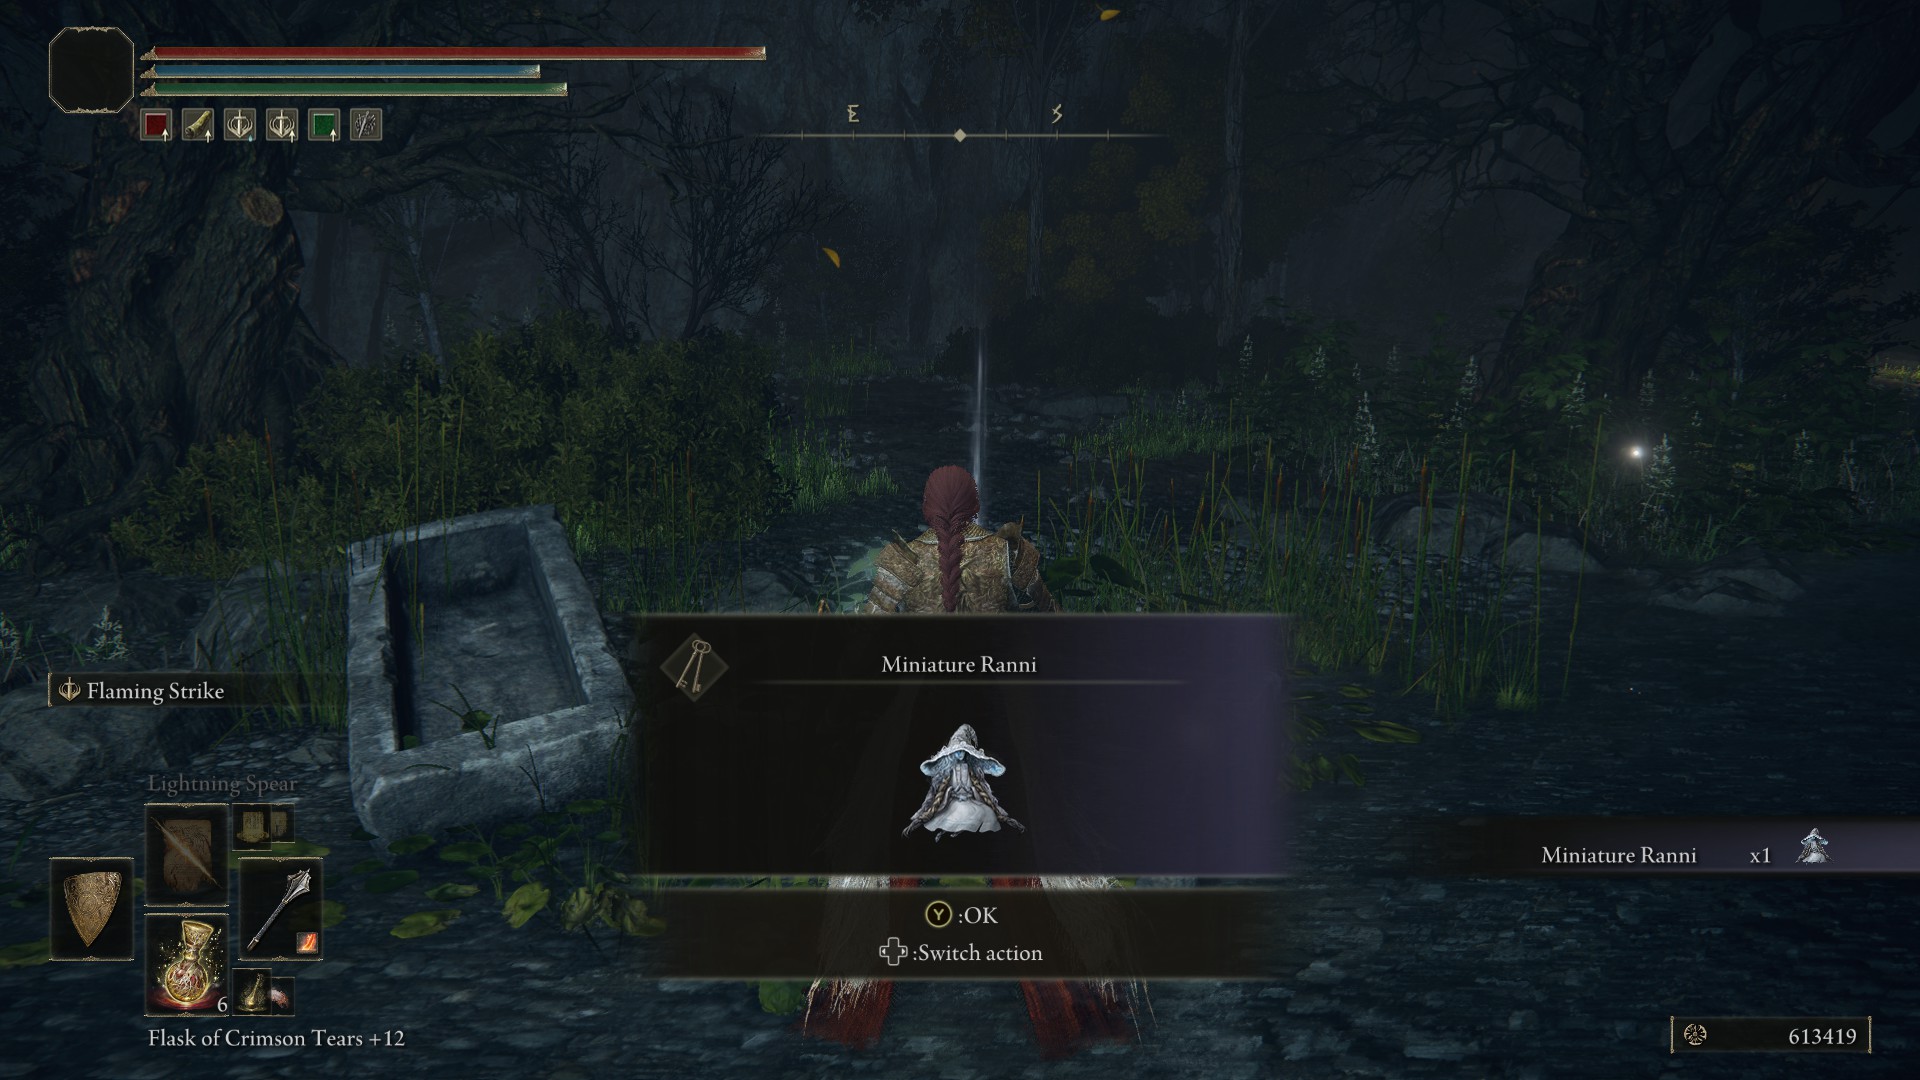 E S
Miniature Ranni
Flaming Strike
Lightning Spear
Miniature Ranni x1
Y :OK
:Switch action
6
Flask of Crimson Tears +12
613419